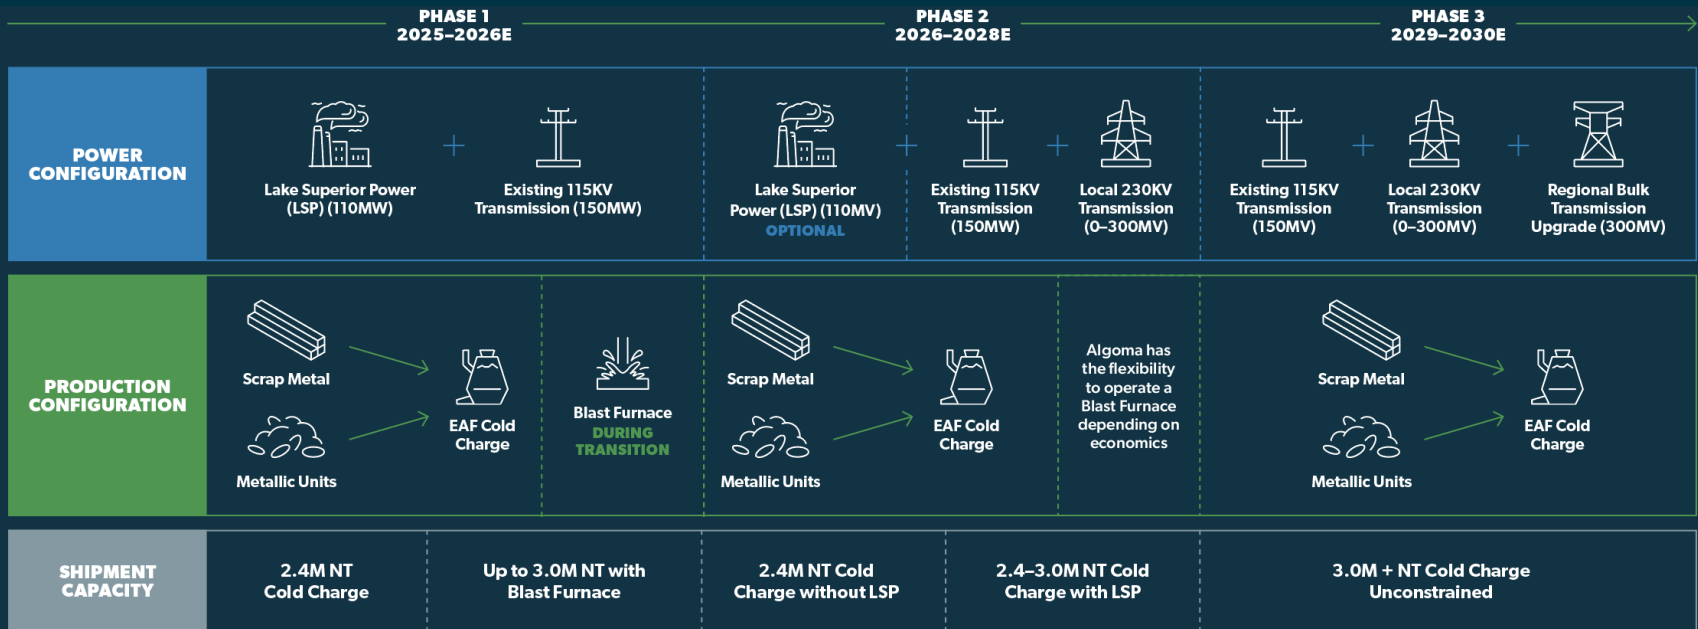 PHASE 1
2025–2026E
PHASE 2
2026–2028E
PHASE 3
2029–2030E
POWER
CONFIGURATION
Lake Superior Power
(LSP) (110MW)
Existing 115KV
Transmission (150MW)
Lake Superior
Power (LSP) (110MV)
OPTIONAL
Existing 115KV
Transmission
(150MW)
Local 230KV
Transmission
(0–300MV)
Existing 115KV
Transmission
(150MV)
Local 230KV
Transmission
(0–300MV)
Regional Bulk
Transmission
Upgrade (300MV)
PRODUCTION
CONFIGURATION
Scrap Metal
Metallic Units
EAF Cold
Charge
Blast Furnace
DURING
TRANSITION
Scrap Metal
Metallic Units
EAF Cold
Charge
Algoma has
the flexibility
to operate a
Blast Furnace
depending on
economics
Scrap Metal
Metallic Units
EAF Cold
Charge
SHIPMENT
CAPACITY
2.4M NT
Cold Charge
Up to 3.0M NT with
Blast Furnace
2.4M NT Cold
Charge without LSP
2.4–3.0M NT Cold
Charge with LSP
3.0M + NT Cold Charge
Unconstrained